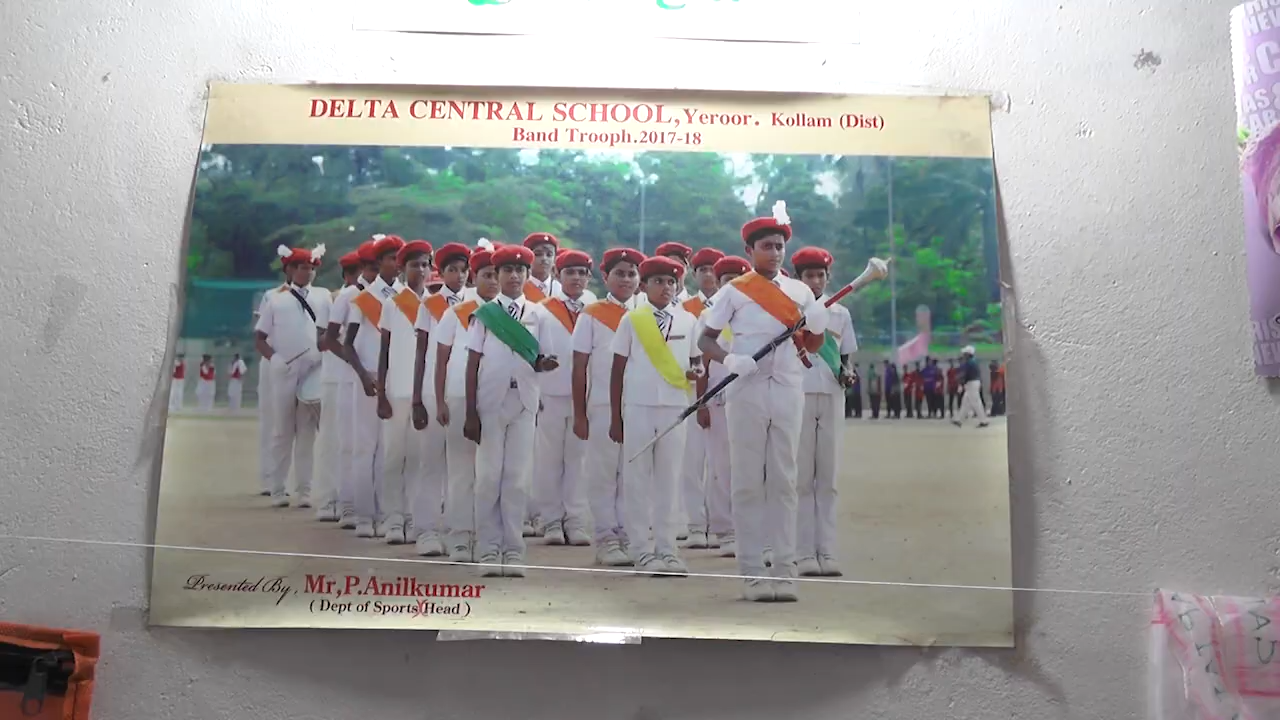 DELTA CENTRAL SCHOOL,Yeroor. Kollam (Dist)
Band Trooph.2017-18
Presented By, Mr,P.Anilkumar
( Dept of Sports Head )